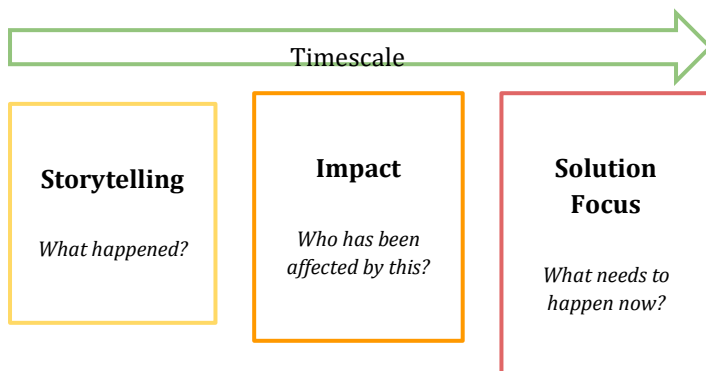 Timescale
Storytelling
What happened?
Impact
Who has been
affected by this?
Solution
Focus
What needs to
happen now?